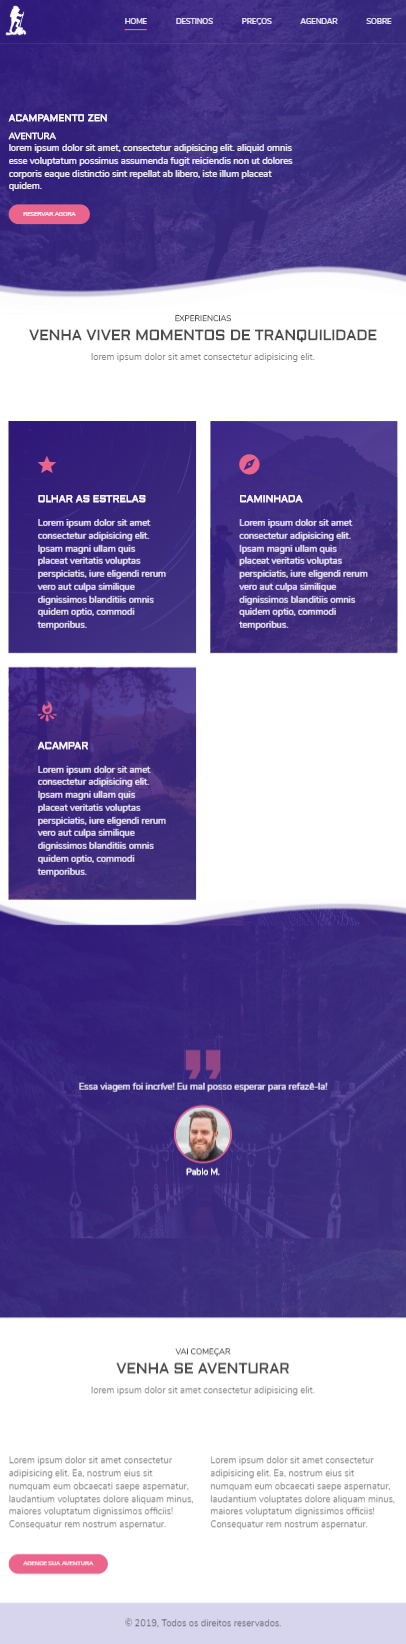 HOME DESTINOS PREÇOS AGENDAR SOBRE
ACAMPAMENTO ZEN
AVENTURA
lorem ipsum dolor sit amet, consectetur adipisicing elit. aliquid omnis
esse voluptatum possimus assumenda fugit reiciendis non ut dolores
corporis eaque distinctio sint repellat ab libero, iste illum placeat
quidem.
RESERVAR AGORA
EXPERIENCIAS
VENHA VIVER MOMENTOS DE TRANQUILIDADE
lorem ipsum dolor sit amet consectetur adipisicing elit.
OLHAR AS ESTRELAS
Lorem ipsum dolor sit amet
consectetur adipisicing elit.
Ipsam magni ullam quis
placeat veritatis voluptas
perspiciatis, iure eligendi rerum
vero aut culpa similique
dignissimos blanditiis omnis
quidem optio, commodi
temporibus.
CAMINHADA
Lorem ipsum dolor sit amet
consectetur adipisicing elit.
Ipsam magni ullam quis
placeat veritatis voluptas
perspiciatis, iure eligendi rerum
vero aut culpa similique
dignissimos blanditiis omnis
quidem optio, commodi
temporibus.
ACAMPAR
Lorem ipsum dolor sit amet
consectetur adipisicing elit.
Ipsam magni ullam quis
placeat veritatis voluptas
perspiciatis, iure eligendi rerum
vero aut culpa similique
dignissimos blanditiis omnis
quidem optio, commodi
temporibus.
Essa viagem foi incríve! Eu mal posso esperar para refazê-la!
Pablo M.
VAI COMEÇAR
VENHA SE AVENTURAR
lorem ipsum dolor sit amet consectetur adipisicing elit.
Lorem ipsum dolor sit amet consectetur
adipisicing elit. Ea, nostrum eius sit
numquam eum obcaecati saepe aspernatur,
laudantium voluptates dolore aliquam minus,
maiores voluptatum dignissimos officiis!
Consequatur rem nostrum aspernatur.
Lorem ipsum dolor sit amet consectetur
adipisicing elit. Ea, nostrum eius sit
numquam eum obcaecati saepe aspernatur,
laudantium voluptates dolore aliquam minus,
maiores voluptatum dignissimos officiis!
Consequatur rem nostrum aspernatur.
AGENDE SUA AVENTURA
© 2019, Todos os direitos reservados.